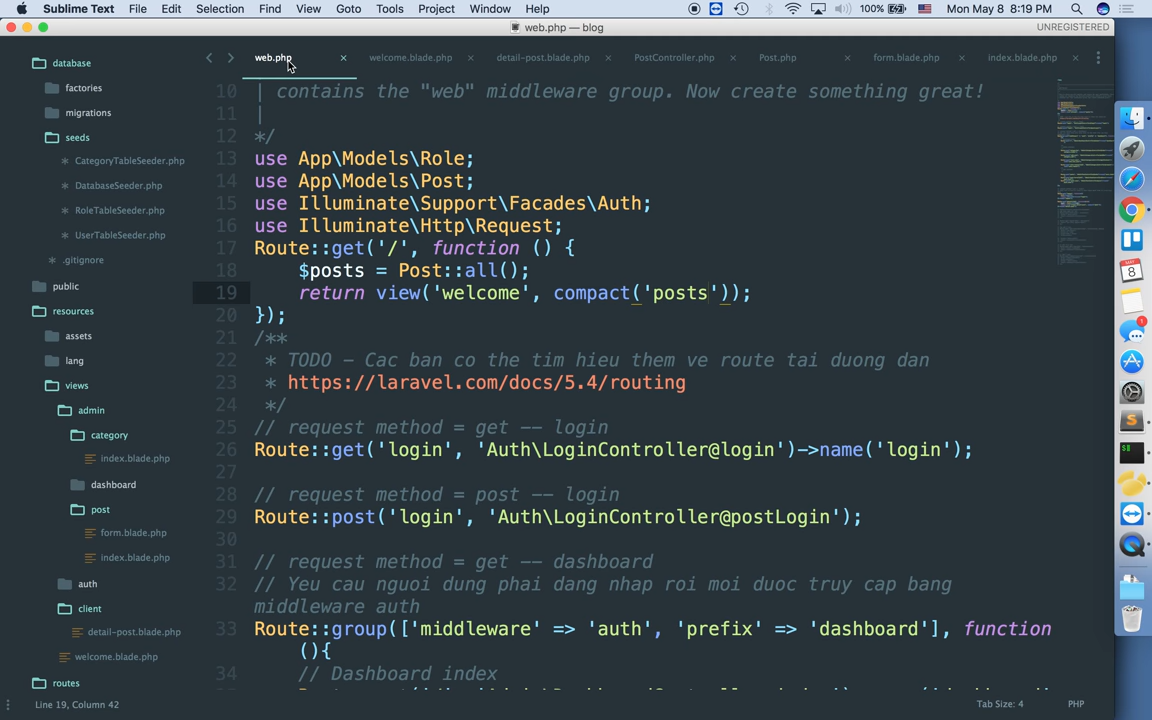 Sublime Text File Edit Selection Find View Goto Tools Project Window Help 100% Mon May 8 8:19 PM
web.php — blog UNREGISTERED
web.php welcome.blade.php detail-post.blade.php PostController.php Post.php form.blade.php index.blade.php
database
factories
migrations
seeds
CategoryTableSeeder.php
DatabaseSeeder.php
RoleTableSeeder.php
UserTableSeeder.php
.gitignore
public
resources
assets
lang
views
admin
category
index.blade.php
dashboard
post
form.blade.php
index.blade.php
auth
client
detail-post.blade.php
welcome.blade.php
routes
10 | contains the "web" middleware group. Now create something great!
11 |
12 */
13 use App\Models\Role;
14 use App\Models\Post;
15 use Illuminate\Support\Facades\Auth;
16 use Illuminate\Http\Request;
17 Route::get('/', function () {
18 $posts = Post::all();
19 return view('welcome', compact('posts'));
20 });
21 /**
22 * TODO - Cac ban co the tim hieu them ve route tai duong dan
23 * https://laravel.com/docs/5.4/routing
24 */
25 // request method = get -- login
26 Route::get('login', 'Auth\LoginController@login')->name('login');
27
28 // request method = post -- login
29 Route::post('login', 'Auth\LoginController@postLogin');
30
31 // request method = get -- dashboard
32 // Yeu cau nguoi dung phai dang nhap roi moi duoc truy cap bang
middleware auth
33 Route::group(['middleware' => 'auth', 'prefix' => 'dashboard'], function
(){
34 // Dashboard index
MAY
8
1
Line 19, Column 42 Tab Size: 4 PHP